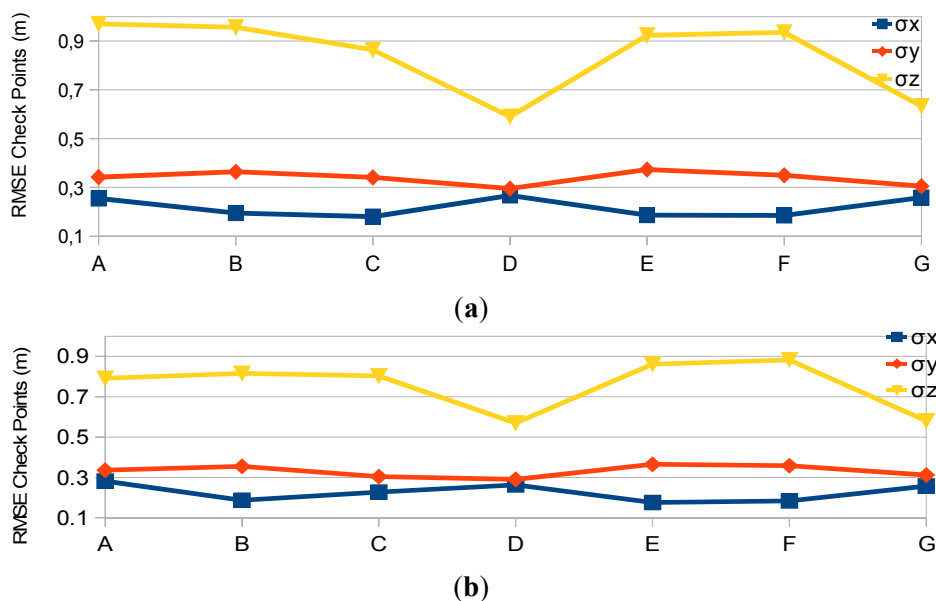 RMSE Check Points (m)
0,9
0,7
0,5
0,3
0,1
σx
σy
σz
A B C D E F G
(a)
RMSE Check Points (m)
0.9
0.7
0.5
0.3
0.1
σx
σy
σz
A B C D E F G
(b)